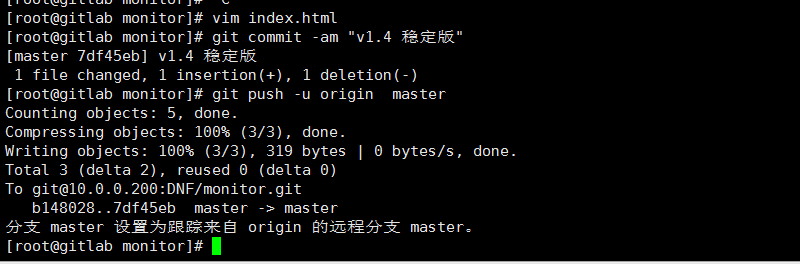 [root@gitlab monitor]# ^C
[root@gitlab monitor]# vim index.html
[root@gitlab monitor]# git commit -am "v1.4 稳定版"
[master 7df45eb] v1.4 稳定版
 1 file changed, 1 insertion(+), 1 deletion(-)
[root@gitlab monitor]# git push -u origin  master
Counting objects: 5, done.
Compressing objects: 100% (3/3), done.
Writing objects: 100% (3/3), 319 bytes | 0 bytes/s, done.
Total 3 (delta 2), reused 0 (delta 0)
To git@10.0.0.200:DNF/monitor.git
   b148028..7df45eb  master -> master
分支 master 设置为跟踪来自 origin 的远程分支 master。
[root@gitlab monitor]#